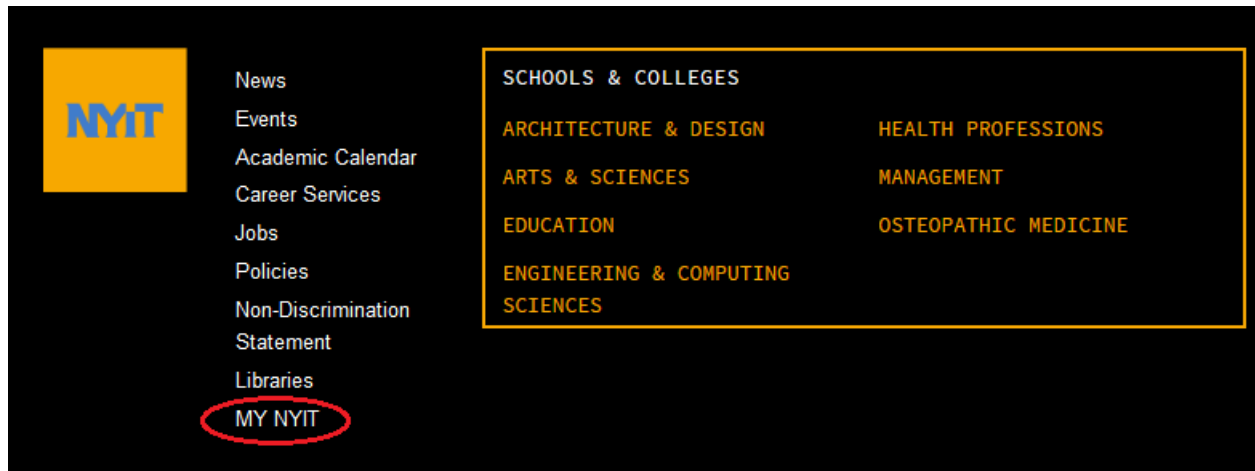 NYiT
News
Events
Academic Calendar
Career Services
Jobs
Policies
Non-Discrimination
Statement
Libraries
MY NYIT
SCHOOLS & COLLEGES
ARCHITECTURE & DESIGN
ARTS & SCIENCES
EDUCATION
ENGINEERING & COMPUTING
SCIENCES
HEALTH PROFESSIONS
MANAGEMENT
OSTEOPATHIC MEDICINE